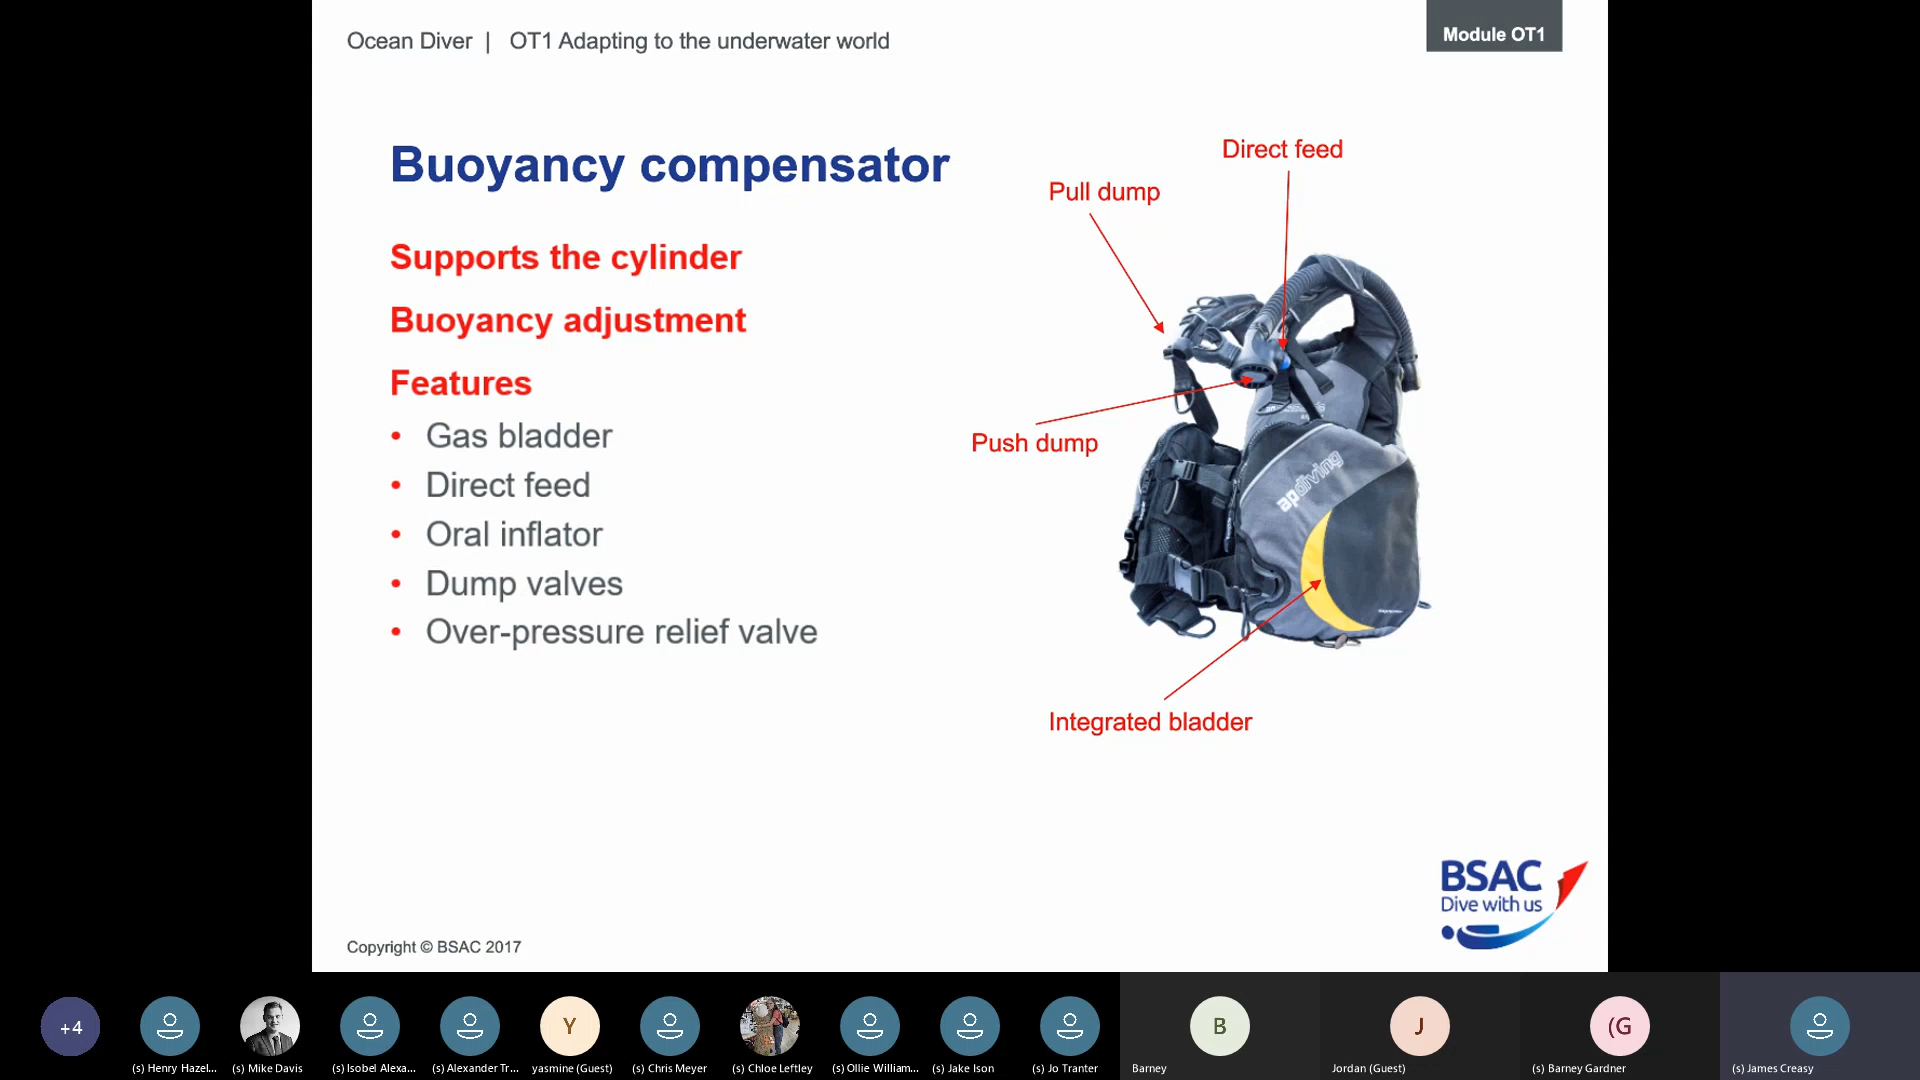 Ocean Diver | OT1 Adapting to the underwater world
Module OT1
Buoyancy compensator
Supports the cylinder
Buoyancy adjustment
Features
• Gas bladder
• Direct feed
• Oral inflator
• Dump valves
• Over-pressure relief valve
Direct feed
Pull dump
Push dump
apdiving
Integrated bladder
BSAC
Dive with us
Copyright © BSAC 2017
+4
(s) Henry Hazel...
(s) Mike Davis
(s) Isobel Alexa...
(s) Alexander Tr...
Y
yasmine (Guest)
(s) Chris Meyer
(s) Chloe Leftley
(s) Ollie William...
(s) Jake Ison
(s) Jo Tranter
B
Barney
J
Jordan (Guest)
(G
(s) Barney Gardner
(s) James Creasy